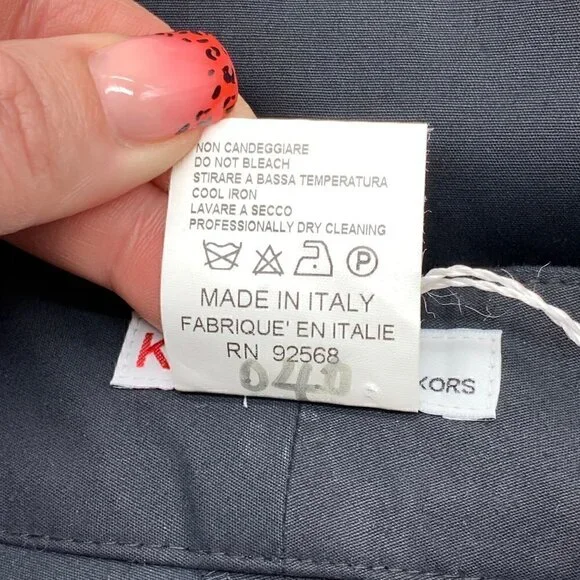 NON CANDEGGIARE
DO NOT BLEACH
STIRARE A BASSA TEMPERATURA
COOL IRON
LAVARE A SECCO
PROFESSIONALLY DRY CLEANING
P
MADE IN ITALY
FABRIQUE' EN ITALIE
RN 92568
040
K
KORS